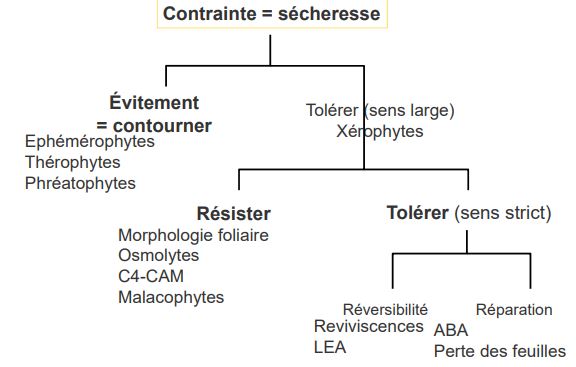 Contrainte = sécheresse
Évitement
= contourner
Ephémérophytes
Thérophytes
Phréatophytes
Tolérer (sens large)
Xérophytes
Résister
Morphologie foliaire
Osmolytes
C4-CAM
Malacophytes
Tolérer (sens strict)
Réversibilité
Reviviscences
LEA
Réparation
ABA
Perte des feuilles